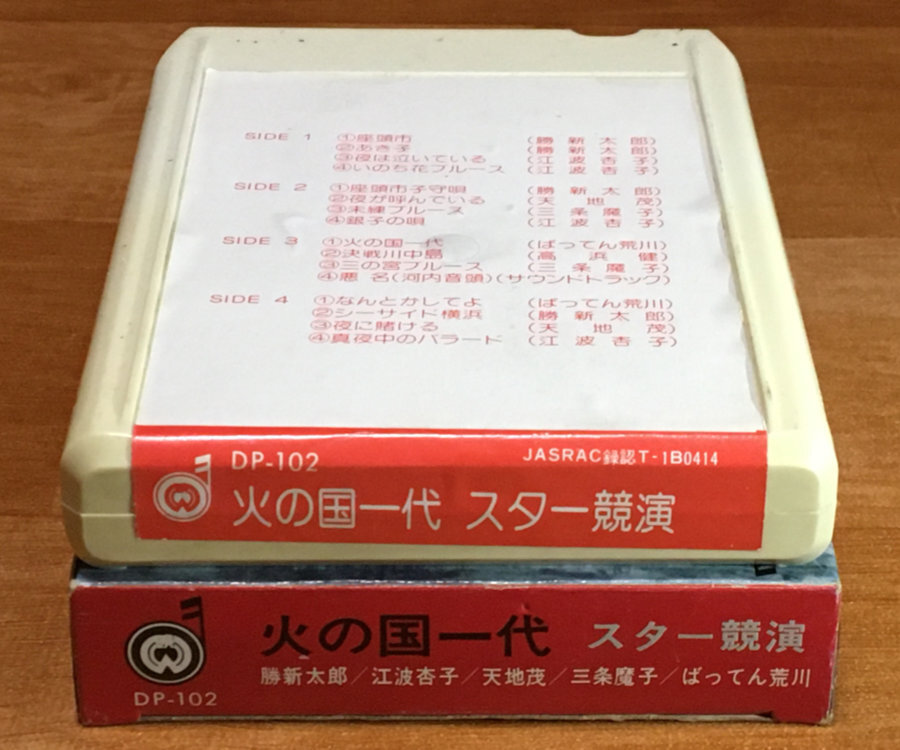 SIDE 1 ①座頭市 (勝新太郎)
②あき子 (勝新太郎)
③夜は泣いている (江波杏子)
④いのち花ブルース (江波杏子)
SIDE 2 ①座頭市子守唄 (勝新太郎)
②夜が呼んでいる (天地茂)
③未練ブルース (三条魔子)
④銀子の唄 (江波杏子)
SIDE 3 ①火の国一代 (ばってん荒川)
②決戦川中島 (高浜健)
③三の宮ブルース (三条魔子)
④悪名(河内音頭)(サウンドトラック)
SIDE 4 ①なんとかしてよ (ばってん荒川)
②シーサイド横浜 (勝新太郎)
③夜に賭ける (天地茂)
④真夜中のバラード (江波杏子)
DP-102 JASRAC録認T-1B0414
火の国一代 スター競演
火の国一代 スター競演
勝新太郎/江波杏子/天地茂/三条魔子/ばってん荒川
DP-102